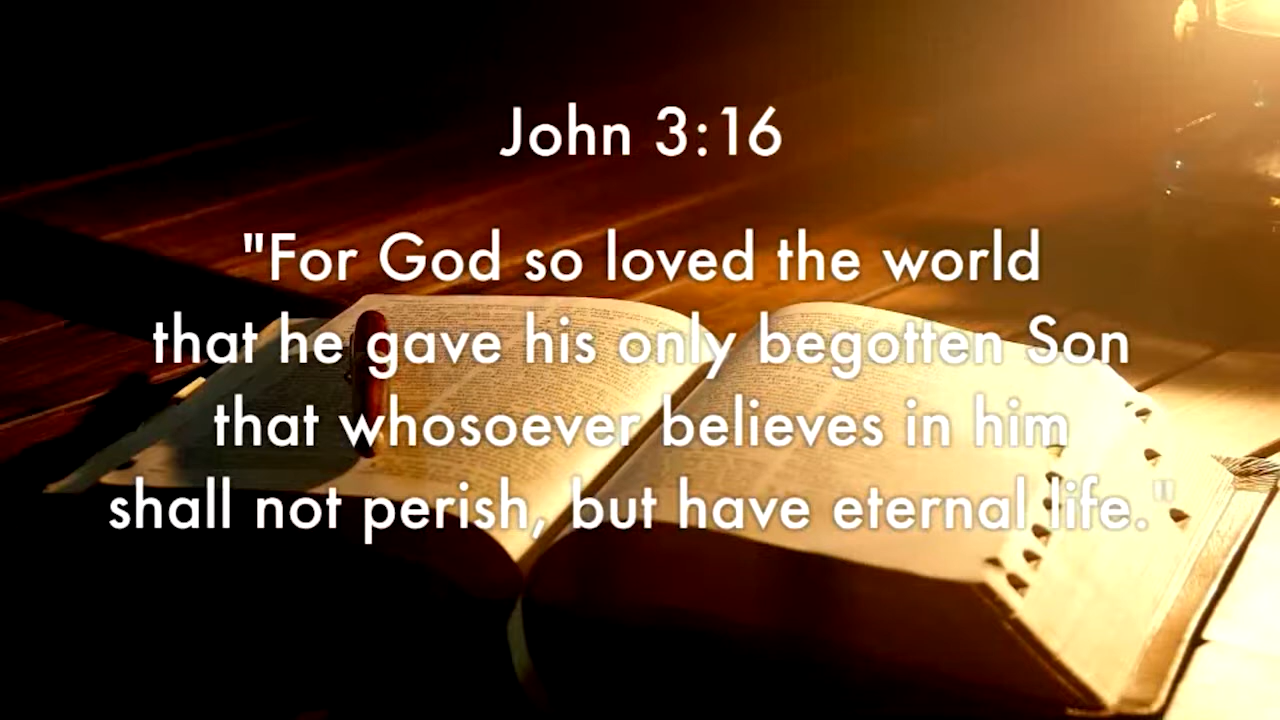 John 3:16
"For God so loved the world
that he gave his only begotten Son
that whosoever believes in him
shall not perish, but have eternal life."